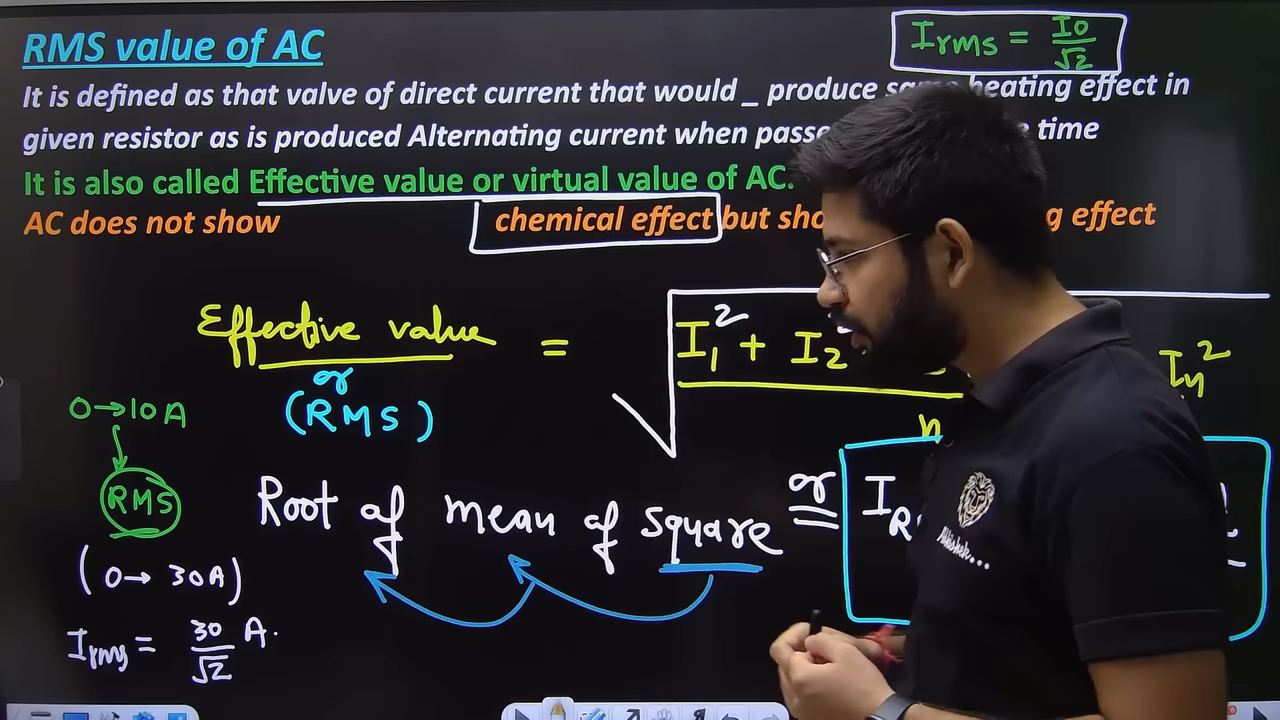 RMS value of AC
Irms = I0/√2
It is defined as that valve of direct current that would _ produce same heating effect in
given resistor as is produced Alternating current when passe time
It is also called Effective value or virtual value of AC.
AC does not show chemical effect but sho g effect
Effective value = √ I₁² + I₂ Iₙ²
n
or
(RMS)
0→10A
RMS
Root of mean of square or
I R
(0→ 30A)
Irms = 30/√2 A.
Abhishek...